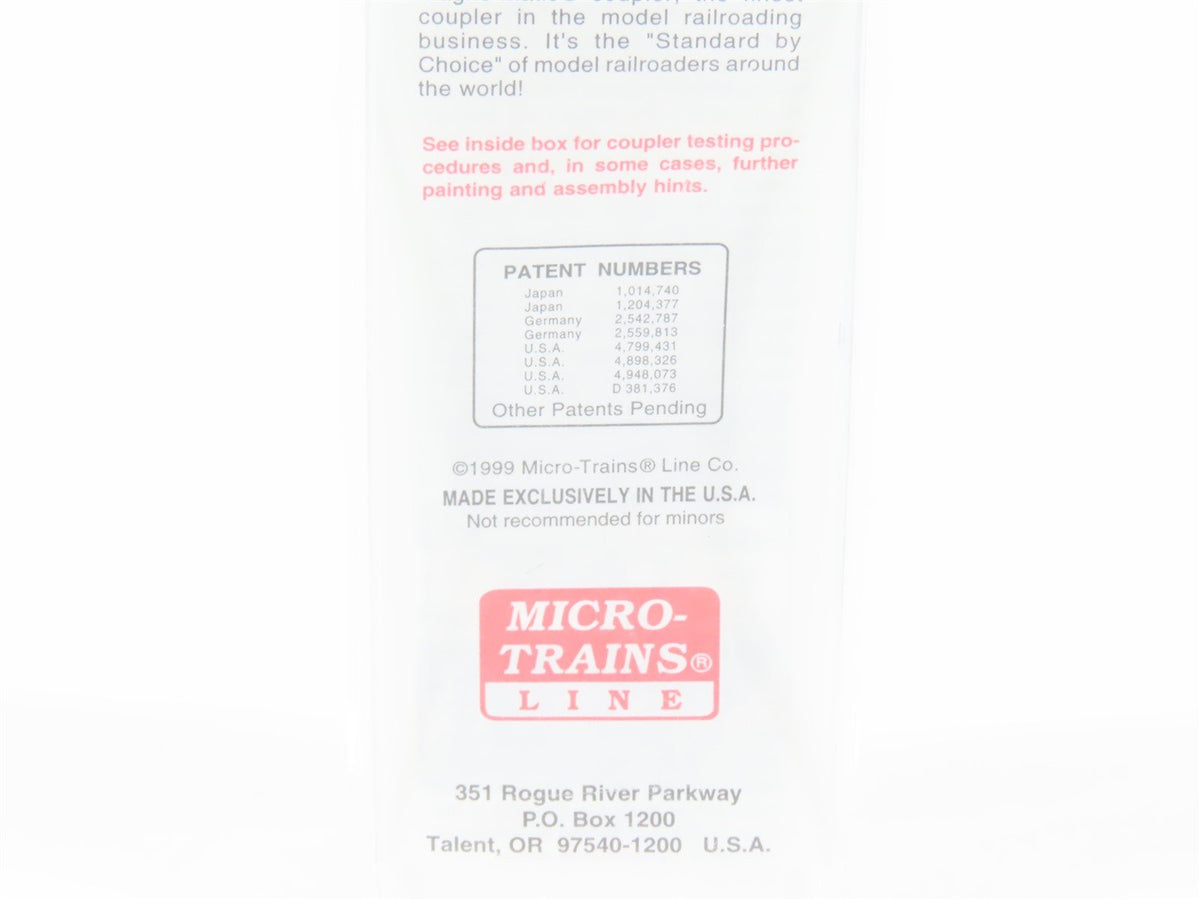 coupler, the finest
coupler in the model railroading
business. It's the "Standard by
Choice" of model railroaders around
the world!
See inside box for coupler testing pro-
cedures and, in some cases, further
painting and assembly hints.
PATENT NUMBERS
Japan 1,014,740
Japan 1,204,377
Germany 2,542,787
Germany 2,559,813
U.S.A. 4,799,431
U.S.A. 4,898,326
U.S.A. 4,948,073
U.S.A. D 381,376
Other Patents Pending
©1999 Micro-Trains® Line Co.
MADE EXCLUSIVELY IN THE U.S.A.
Not recommended for minors
MICRO-
TRAINS®
LINE
351 Rogue River Parkway
P.O. Box 1200
Talent, OR 97540-1200 U.S.A.